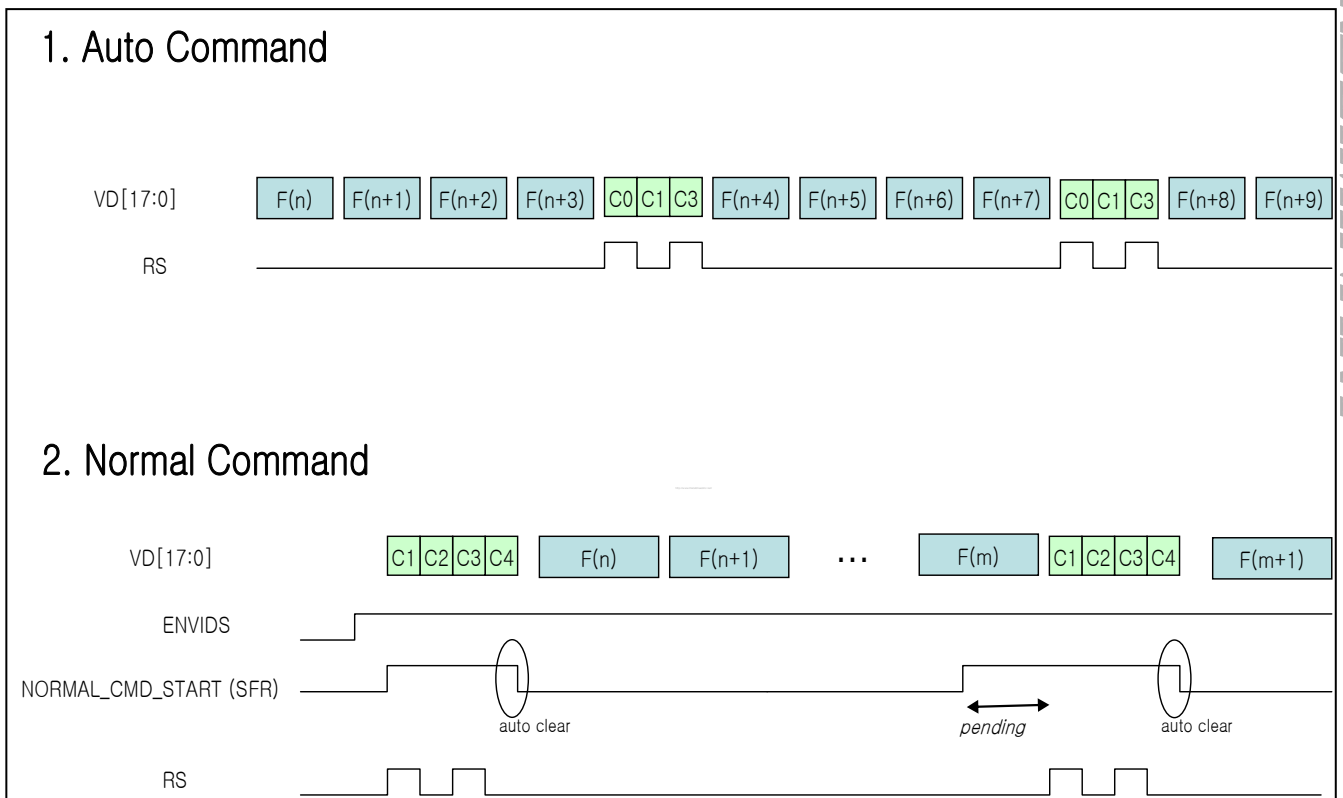 1. Auto Command
VD[17:0] F(n) F(n+1) F(n+2) F(n+3) C0 C1 C3 F(n+4) F(n+5) F(n+6) F(n+7) C0 C1 C3 F(n+8) F(n+9)
RS
2. Normal Command
VD[17:0] C1 C2 C3 C4 F(n) F(n+1) ... F(m) C1 C2 C3 C4 F(m+1)
ENVIDS
NORMAL_CMD_START (SFR)
auto clear pending auto clear
RS